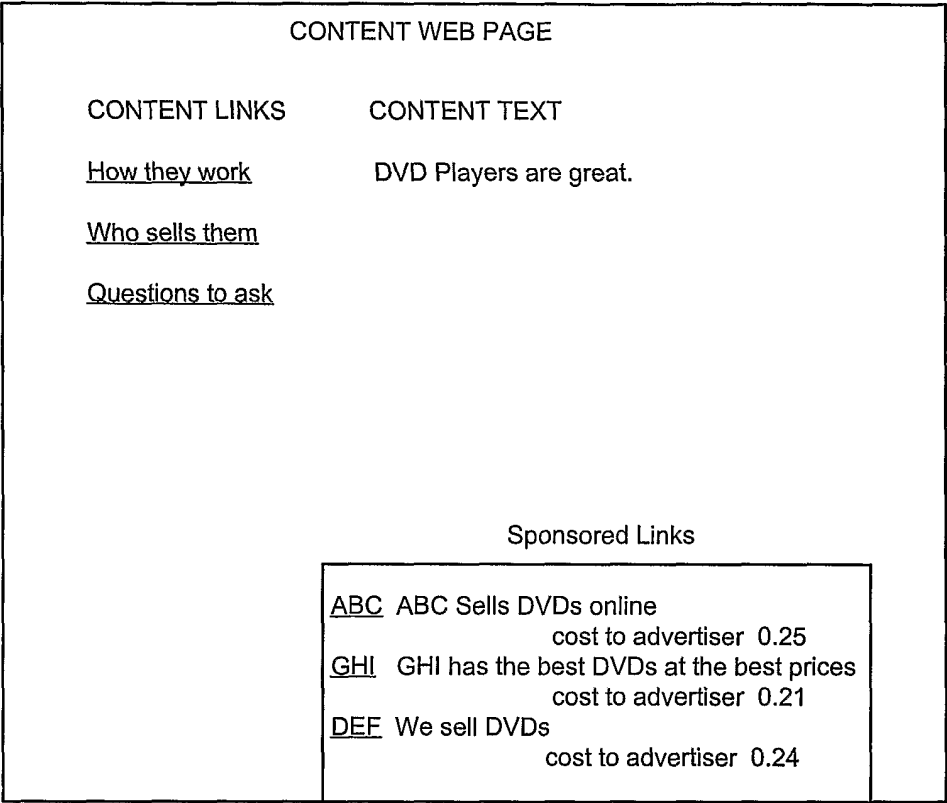 CONTENT WEB PAGE
CONTENT LINKS CONTENT TEXT
How they work DVD Players are great.
Who sells them
Questions to ask
Sponsored Links
ABC ABC Sells DVDs online
cost to advertiser 0.25
GHI GHI has the best DVDs at the best prices
cost to advertiser 0.21
DEF We sell DVDs
cost to advertiser 0.24